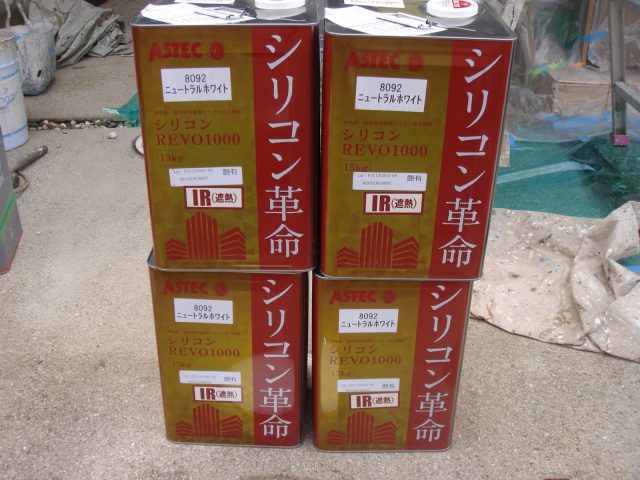 ASTEC
8092
ニュートラルホワイト
シリコン
REVO1000
15kg
艶有
IR(遮熱)
シリコン革命
ASTEC
8092
ニュートラルホワイト
シリコン
REVO1000
15kg
艶有
IR(遮熱)
シリコン革命
ASTEC
8092
ニュートラルホワイト
シリコン
REVO1000
15kg
艶有
IR(遮熱)
シリコン革命
ASTEC
8092
ニュートラルホワイト
シリコン
REVO1000
15kg
艶有
IR(遮熱)
シリコン革命